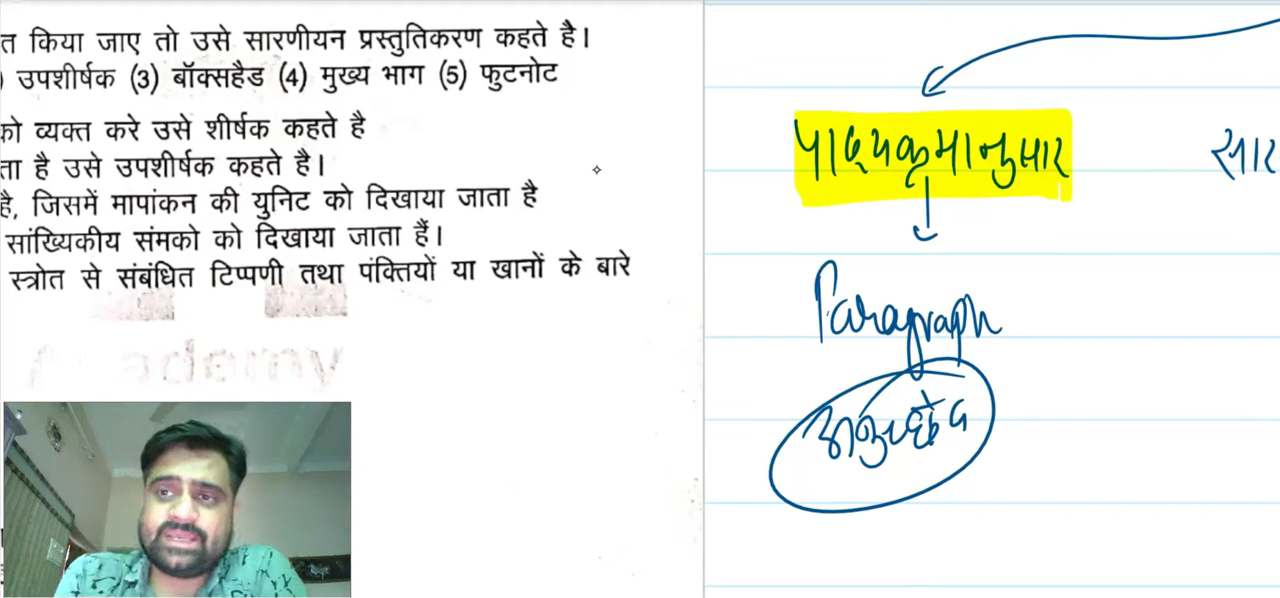 त किया जाए तो उसे सारणीयन प्रस्तुतिकरण कहते है।
) उपशीर्षक (3) बॉक्सहैड (4) मुख्य भाग (5) फुटनोट
को व्यक्त करे उसे शीर्षक कहते है
ता है उसे उपशीर्षक कहते है।
है, जिसमें मापांकन की युनिट को दिखाया जाता है
सांख्यिकीय संमको को दिखाया जाता हैं।
स्त्रोत से संबंधित टिप्पणी तथा पंक्तियों या खानों के बारे
पाठ्यक्रमानुसार
सार
Paragraph
अनुच्छेद